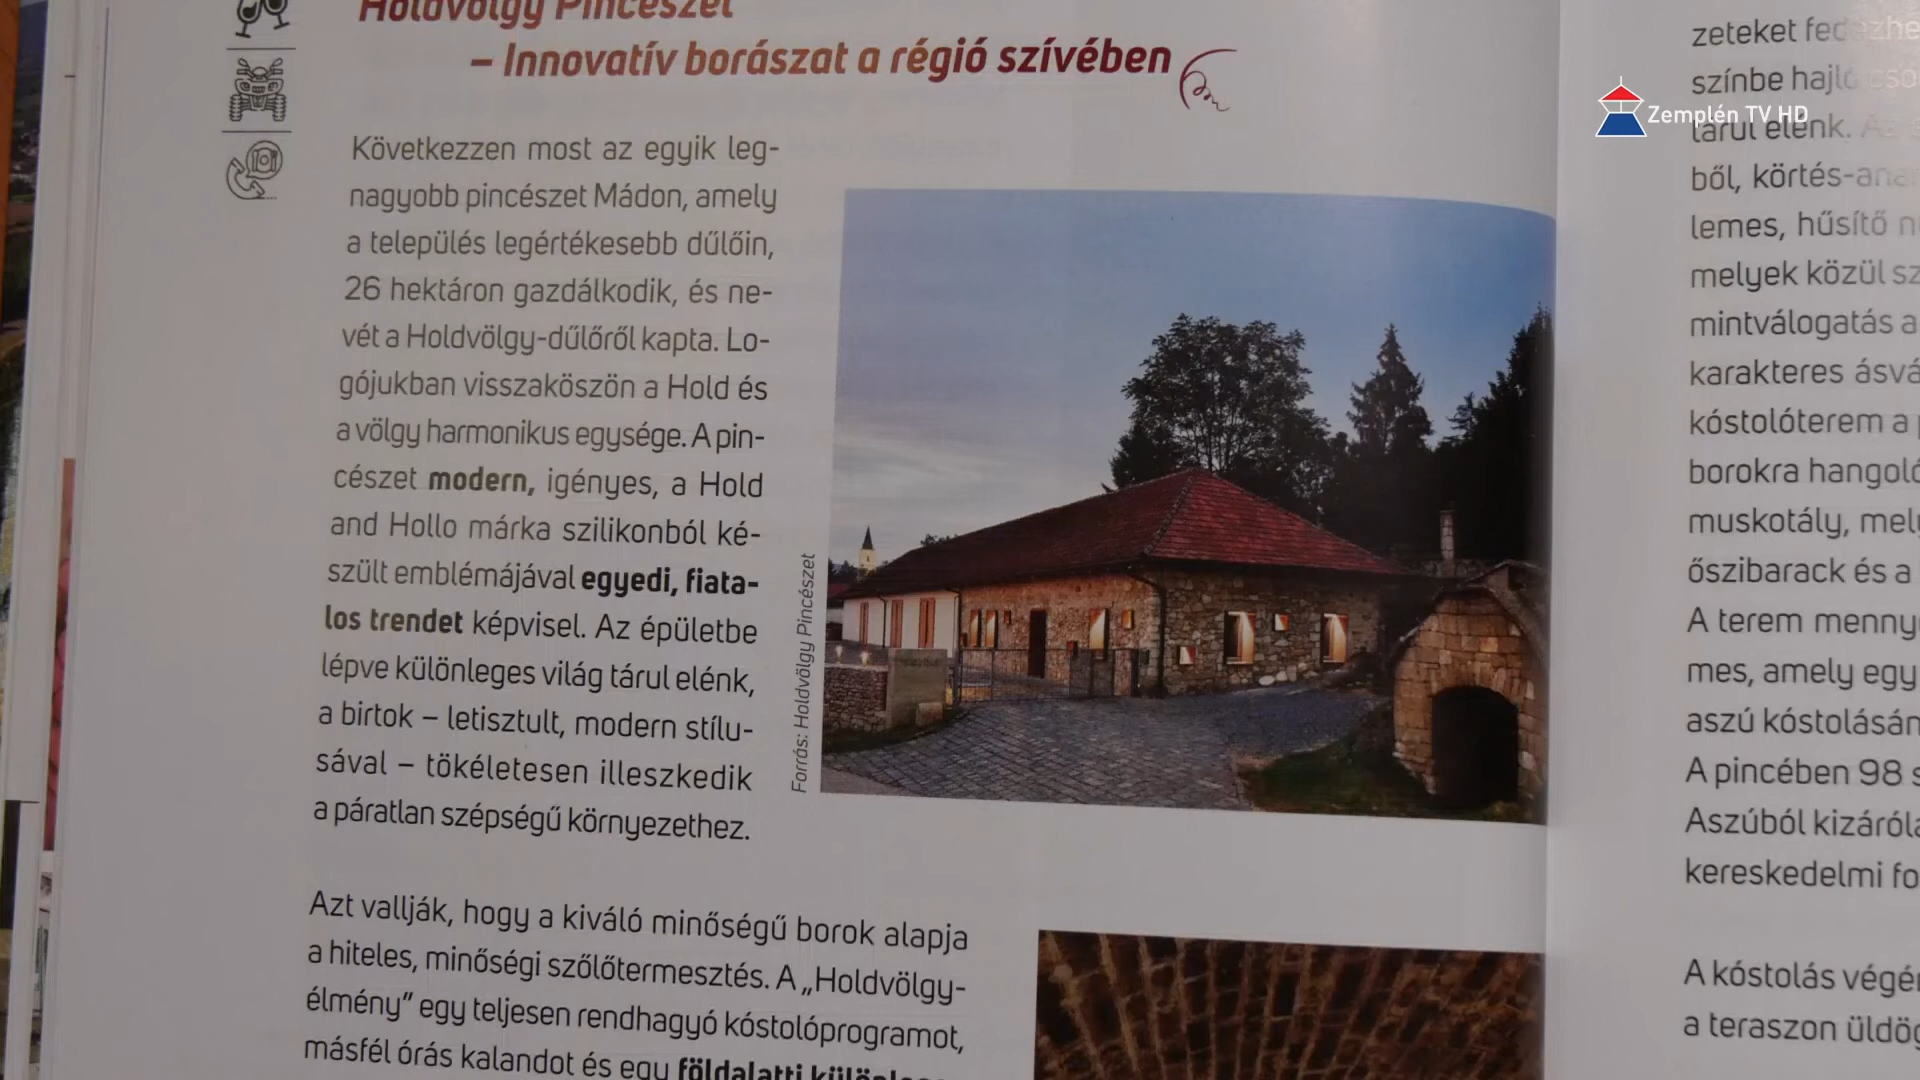 Holdvölgy Pincészet
– Innovatív borászat a régió szívében
Következzen most az egyik leg-
nagyobb pincészet Mádon, amely
a település legértékesebb dűlőin,
26 hektáron gazdálkodik, és ne-
vét a Holdvölgy-dűlőről kapta. Lo-
gójukban visszaköszön a Hold és
a völgy harmonikus egysége. A pin-
cészet modern, igényes, a Hold
and Hollo márka szilikonból ké-
szült emblémájával egyedi, fiata-
los trendet képvisel. Az épületbe
lépve különleges világ tárul elénk,
a birtok – letisztult, modern stílu-
sával – tökéletesen illeszkedik
a páratlan szépségű környezethez.
Forrás: Holdvölgy Pincészet
Azt vallják, hogy a kiváló minőségű borok alapja
a hiteles, minőségi szőlőtermesztés. A „Holdvölgy-
élmény” egy teljesen rendhagyó kóstolóprogramot,
másfél órás kalandot és egy földalatti
zeteket
színbe hajló
tárul elénk.
ből, körtés-
lemes, hűsítő
melyek közül
mintválogatás a
karakteres
kóstolóterem a
borokra
muskotály,
őszibarack és a
A terem
mes, amely egy
aszú
A pincében 98
Aszúból
kereskedelmi
A kóstolás
a teraszon
Zemplén TV HD